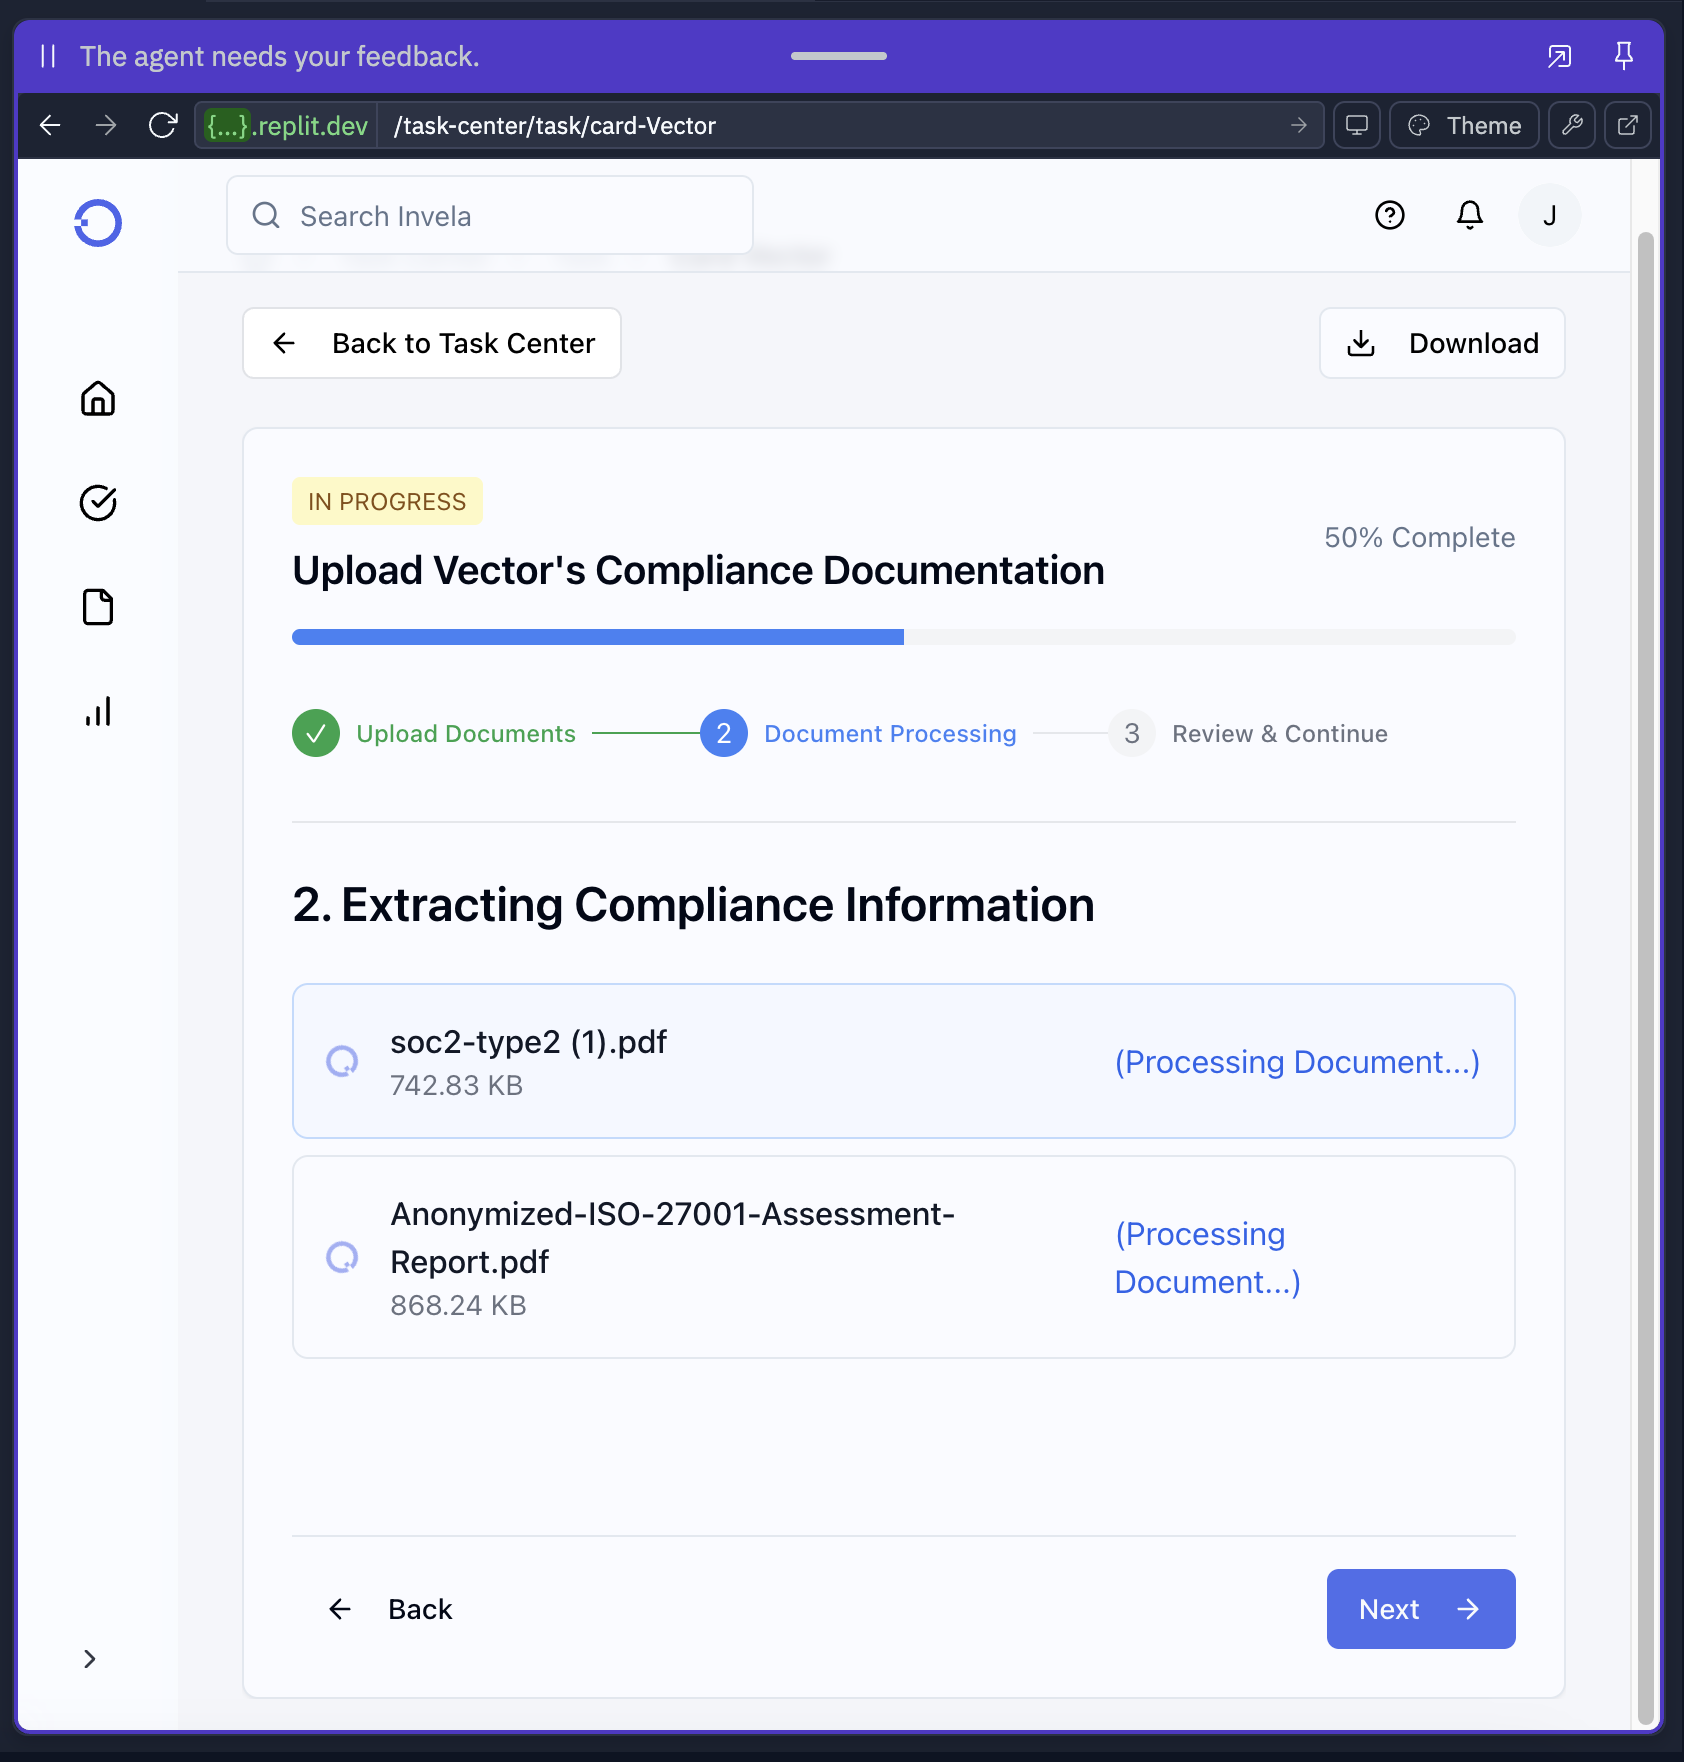 The agent needs your feedback.
{...}.replit.dev /task-center/task/card-Vector
Theme
Search Invela
J
Back to Task Center
Download
IN PROGRESS
50% Complete
Upload Vector's Compliance Documentation
Upload Documents
2 Document Processing
3 Review & Continue
2. Extracting Compliance Information
soc2-type2 (1).pdf
742.83 KB
(Processing Document...)
Anonymized-ISO-27001-Assessment-
Report.pdf
868.24 KB
(Processing
Document...)
Back
Next